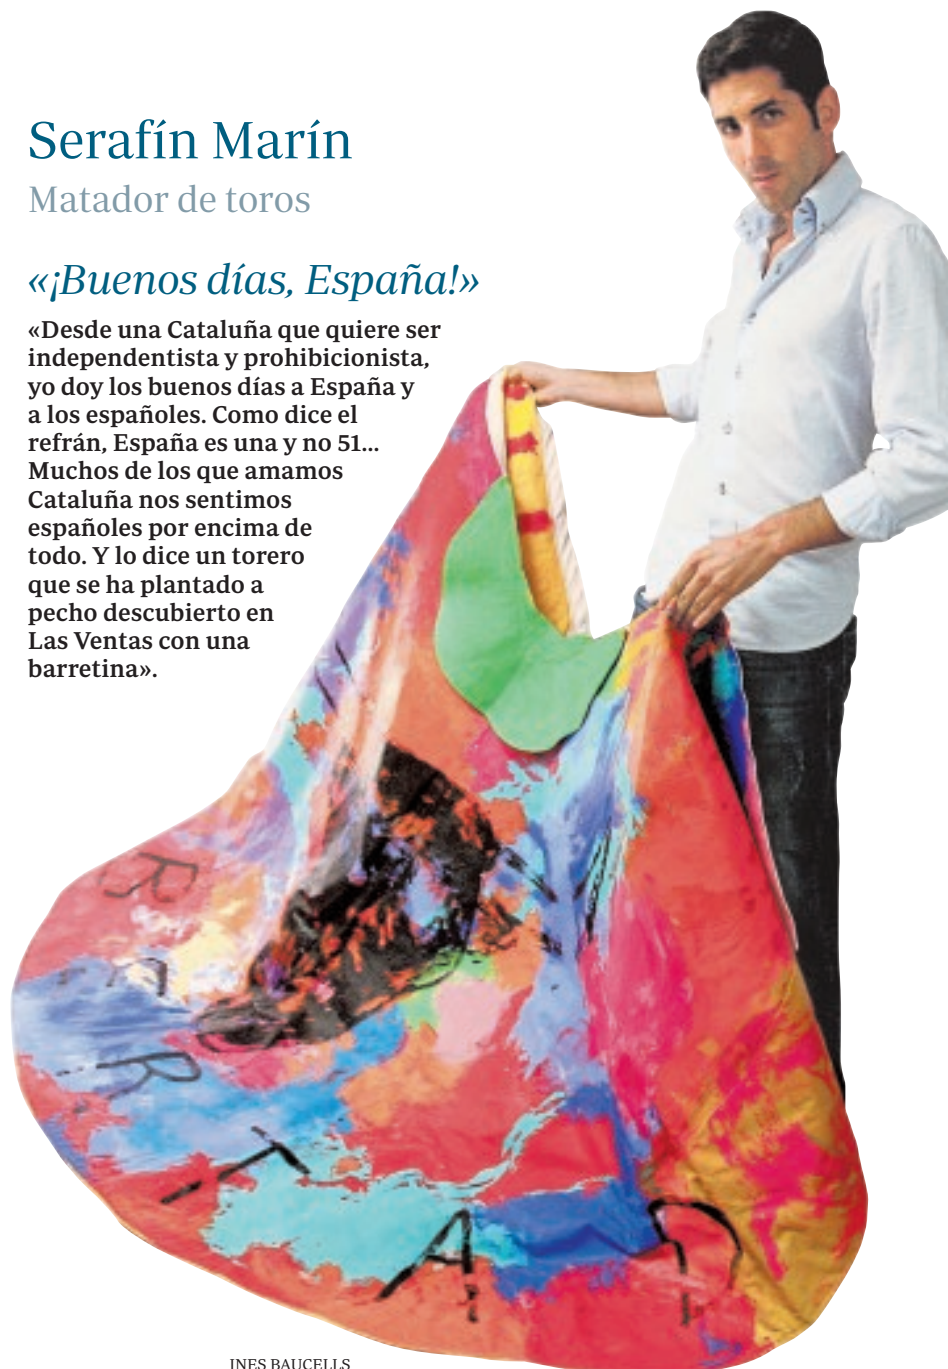 Serafín Marín
Matador de toros
«¡Buenos días, España!»
«Desde una Cataluña que quiere ser
independentista y prohibicionista,
yo doy los buenos días a España y
a los españoles. Como dice el
refrán, España es una y no 51...
Muchos de los que amamos
Cataluña nos sentimos
españoles por encima de
todo. Y lo dice un torero
que se ha plantado a
pecho descubierto en
Las Ventas con una
barretina».
INES BAUCELLS